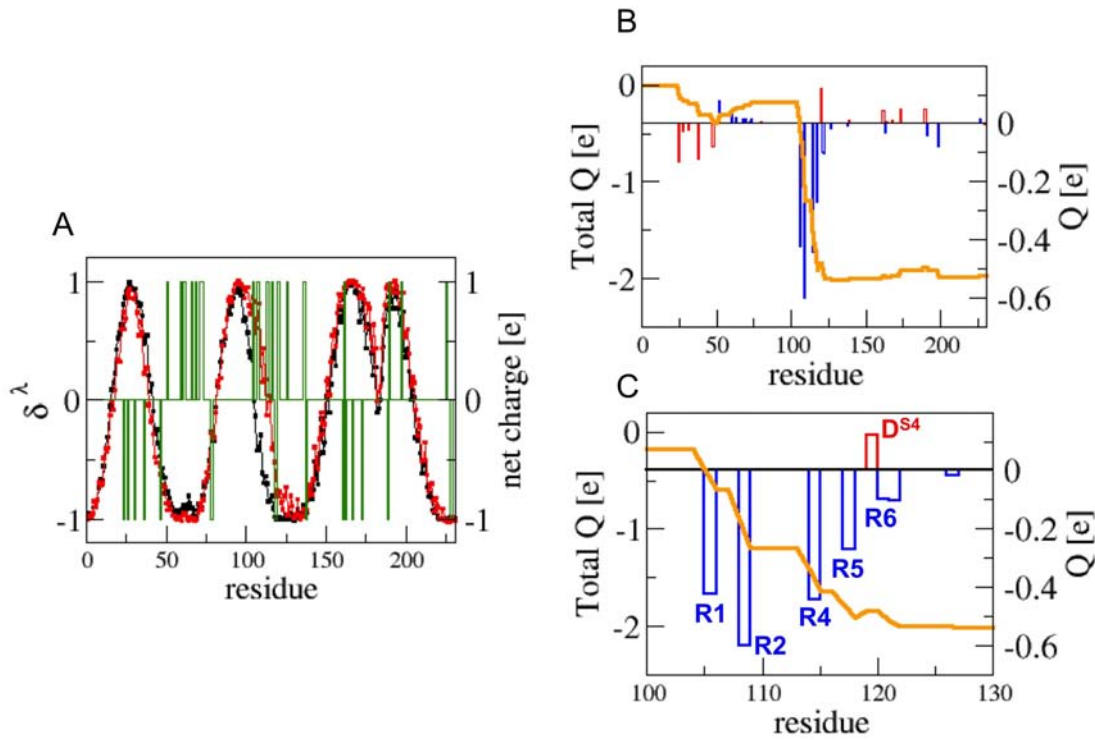 A
1
0
-1
δλ
1
0
-1
net charge [e]
0
50
100
150
200
residue
B
0
-1
-2
Total Q [e]
0
-0.2
-0.4
-0.6
Q [e]
0
50
100
150
200
residue
C
0
-1
-2
Total Q [e]
DS4
R6
R5
R1
R4
R2
0
-0.2
-0.4
-0.6
Q [e]
100
110
120
130
residue